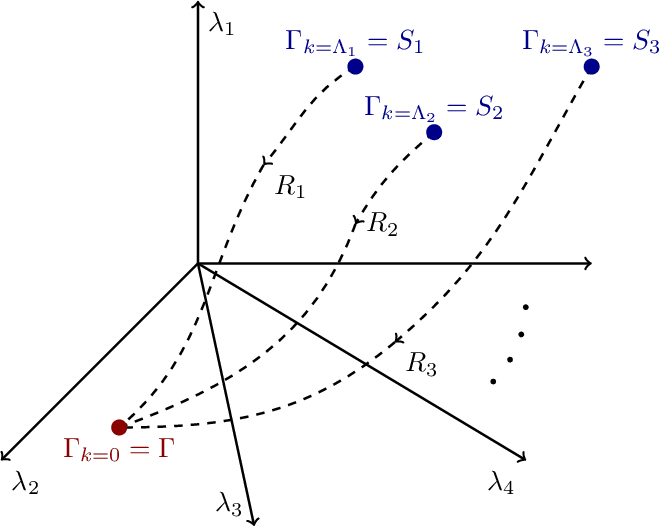 λ₁
Γₖ₌Λ₁ = S₁
Γₖ₌Λ₃ = S₃
Γₖ₌Λ₂ = S₂
R₁
R₂
R₃
Γₖ₌₀ = Γ
λ₂
λ₃
λ₄